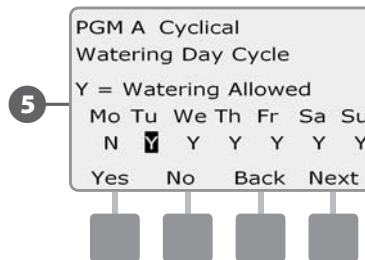 PGM A Cyclical
Watering Day Cycle
Y = Watering Allowed
5
Mo Tu We Th Fr Sa Su
N Y Y Y Y Y Y
Yes No Back Next